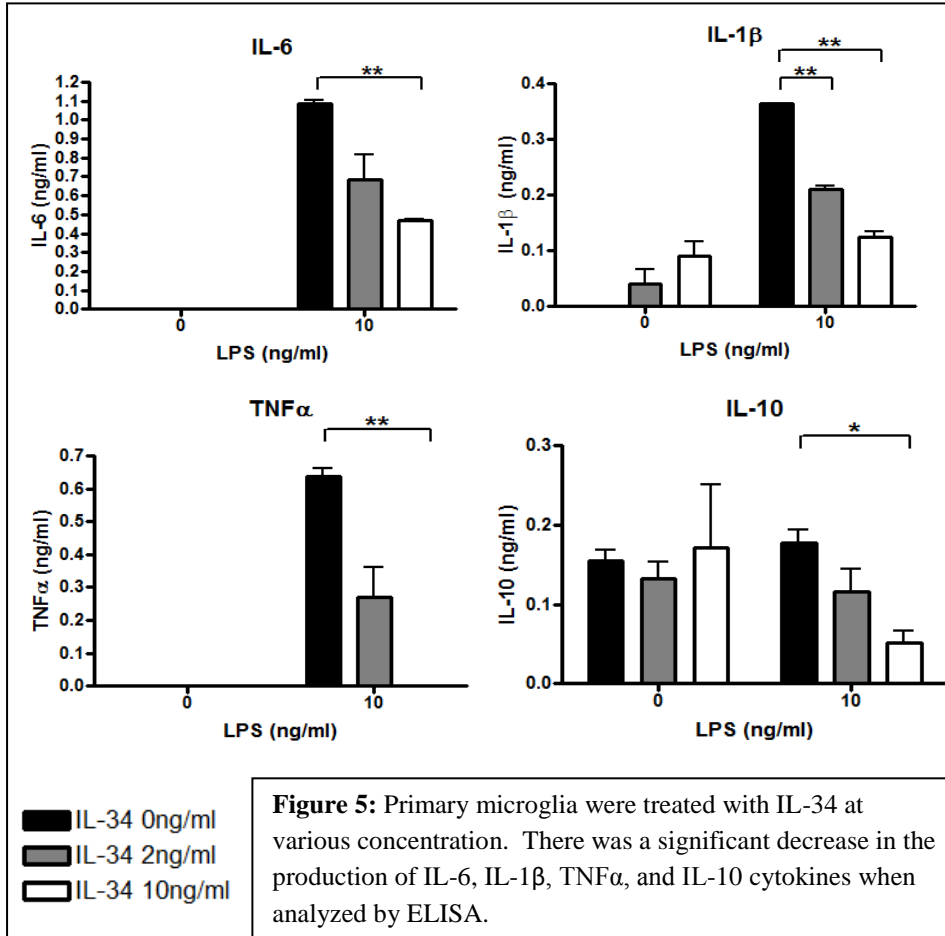 IL-6
**
1.1
1.0
0.9
0.8
0.7
0.6
0.5
0.4
0.3
0.2
0.1
0.0
IL-6 (ng/ml)
0
10
LPS (ng/ml)
IL-1β
**
**
0.4
0.3
0.2
0.1
0.0
IL-1β (ng/ml)
0
10
LPS (ng/ml)
TNFα
**
0.7
0.6
0.5
0.4
0.3
0.2
0.1
0.0
TNFα (ng/ml)
0
10
LPS (ng/ml)
IL-10
*
0.3
0.2
0.1
0.0
IL-10 (ng/ml)
0
10
LPS (ng/ml)
IL-34 0ng/ml
IL-34 2ng/ml
IL-34 10ng/ml
Figure 5: Primary microglia were treated with IL-34 at
various concentration. There was a significant decrease in the
production of IL-6, IL-1β, TNFα, and IL-10 cytokines when
analyzed by ELISA.